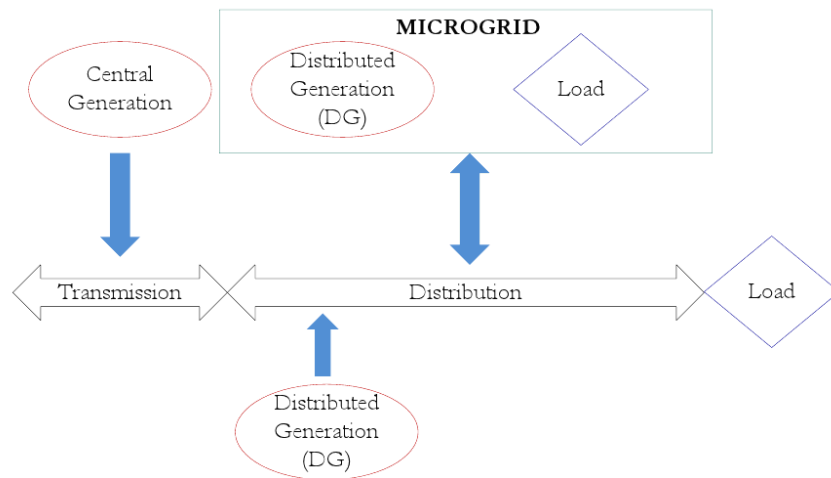 MICROGRID
Central
Generation
Distributed
Generation
(DG)
Load
Transmission
Distribution
Load
Distributed
Generation
(DG)